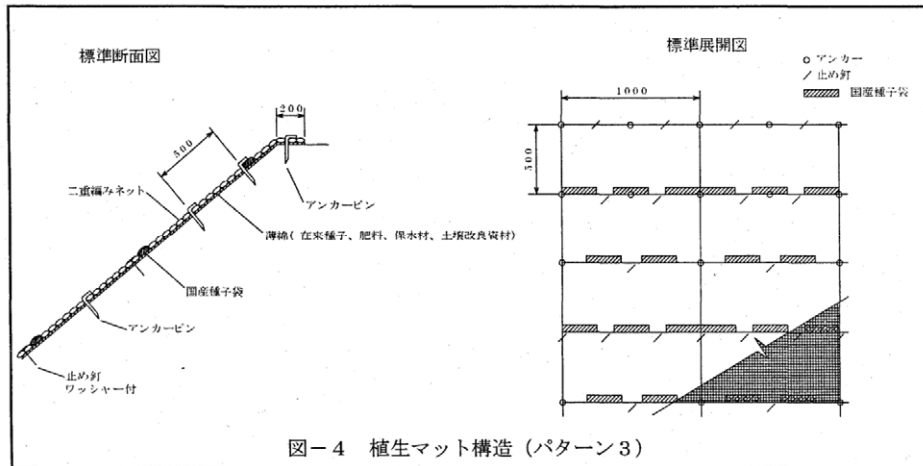 標準断面図
200
500
二重編みネット
アンカーピン
薄綿(在来種子、肥料、保水材、土壌改良資材)
国産種子袋
アンカーピン
止め釘
ワッシャー付
標準展開図
アンカー
止め釘
国産種子袋
1000
500
図-4 植生マット構造(パターン3)